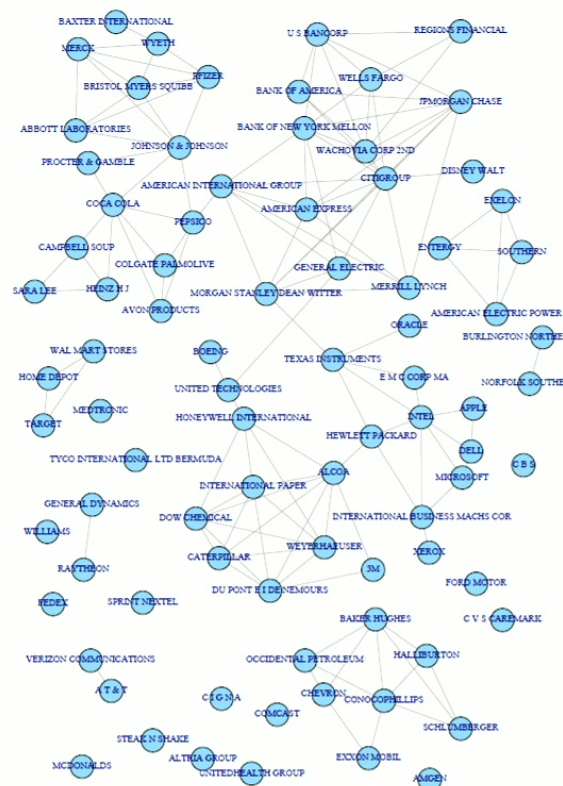 BAXTER INTERNATIONAL
U S BANCORP
REGIONS FINANCIAL
MERCK
WYETH
PFIZER
WELLS FARGO
BRISTOL MYERS SQUIBB
BANK OF AMERICA
JPMORGAN CHASE
ABBOTT LABORATORIES
BANK OF NEW YORK MELLON
JOHNSON & JOHNSON
WACHOVIA CORP 2ND
PROCTER & GAMBLE
DISNEY WALT
CITIGROUP
AMERICAN INTERNATIONAL GROUP
EXELON
COCA COLA
AMERICAN EXPRESS
PEPSICO
CAMPBELL SOUP
ENTERGY
SOUTHERN
COLGATE PALMOLIVE
GENERAL ELECTRIC
SARA LEE
HEINZ H J
MORGAN STANLEY DEAN WITTER
MERRILL LYNCH
AVON PRODUCTS
AMERICAN ELECTRIC POWER
ORACLE
BURLINGTON NORTHE
WAL MART STORES
BOEING
TEXAS INSTRUMENTS
HOME DEPOT
E M C CORP MA
UNITED TECHNOLOGIES
NORFOLK SOUTHE
MEDTRONIC
APPLE
TARGET
HONEYWELL INTERNATIONAL
INTEL
HEWLETT PACKARD
DELL
TYCO INTERNATIONAL LTD BERMUDA
C B S
ALCOA
MICROSOFT
INTERNATIONAL PAPER
GENERAL DYNAMICS
DOW CHEMICAL
INTERNATIONAL BUSINESS MACHS COR
WILLIAMS
WEYERHAEUSER
XEROX
CATERPILLAR
RAYTHEON
3M
FORD MOTOR
DU PONT E I DE NEMOURS
FEDEX
SPRINT NEXTEL
BAKER HUGHES
C V S CAREMARK
VERIZON COMMUNICATIONS
OCCIDENTAL PETROLEUM
HALLIBURTON
A T & T
C I G N A
CHEVRON
CONOCOPHILLIPS
COMCAST
SCHLUMBERGER
STEAK N SHAKE
ALTRIA GROUP
EXXON MOBIL
MCDONALDS
UNITEDHEALTH GROUP
AMGEN